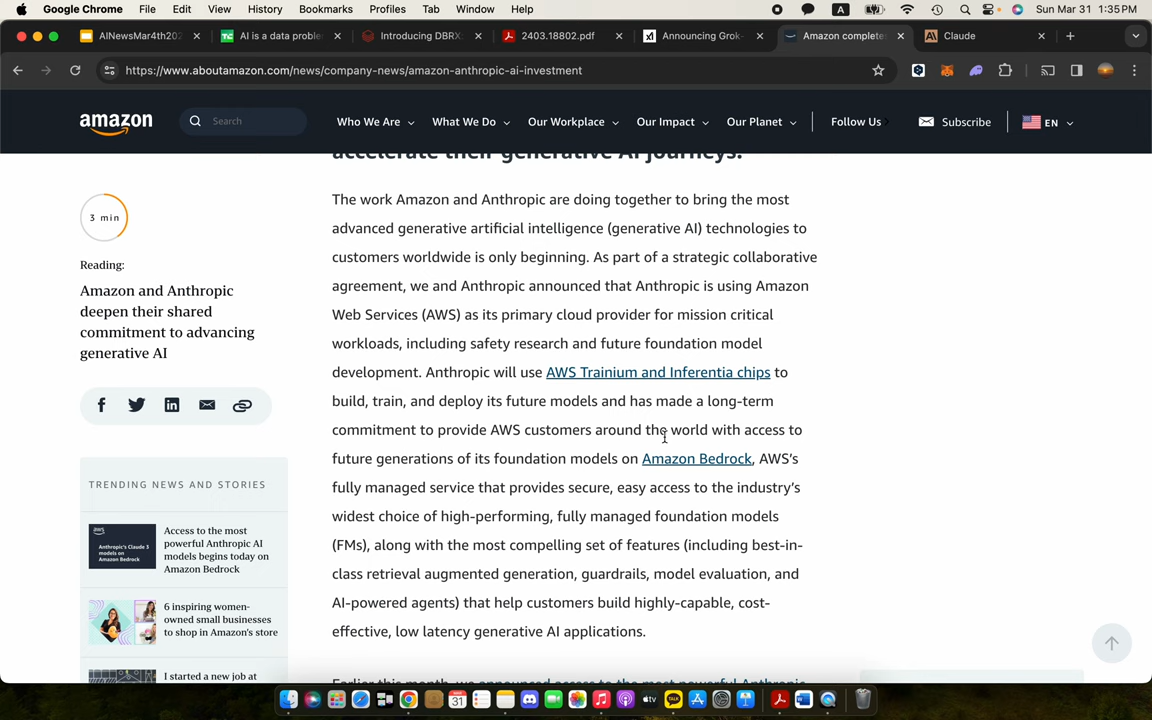 Google Chrome File Edit View History Bookmarks Profiles Tab Window Help A Sun Mar 31 1:35 PM
AINewsMar4th202 AI is a data proble Introducing DBRX: 2403.18802.pdf Announcing Grok- Amazon complete Claude
https://www.aboutamazon.com/news/company-news/amazon-anthropic-ai-investment
amazon Search Who We Are What We Do Our Workplace Our Impact Our Planet Follow Us Subscribe EN
accelerate their generative AI journeys.
3 min
Reading:
Amazon and Anthropic
deepen their shared
commitment to advancing
generative AI
TRENDING NEWS AND STORIES
aws
Anthropic's Claude 3
models on
Amazon Bedrock
Access to the most
powerful Anthropic AI
models begins today on
Amazon Bedrock
6 inspiring women-
owned small businesses
to shop in Amazon's store
I started a new job at
The work Amazon and Anthropic are doing together to bring the most
advanced generative artificial intelligence (generative AI) technologies to
customers worldwide is only beginning. As part of a strategic collaborative
agreement, we and Anthropic announced that Anthropic is using Amazon
Web Services (AWS) as its primary cloud provider for mission critical
workloads, including safety research and future foundation model
development. Anthropic will use AWS Trainium and Inferentia chips to
build, train, and deploy its future models and has made a long-term
commitment to provide AWS customers around the world with access to
future generations of its foundation models on Amazon Bedrock, AWS's
fully managed service that provides secure, easy access to the industry's
widest choice of high-performing, fully managed foundation models
(FMs), along with the most compelling set of features (including best-in-
class retrieval augmented generation, guardrails, model evaluation, and
AI-powered agents) that help customers build highly-capable, cost-
effective, low latency generative AI applications.
Earlier this month, we announced access to the most powerful Anthropic